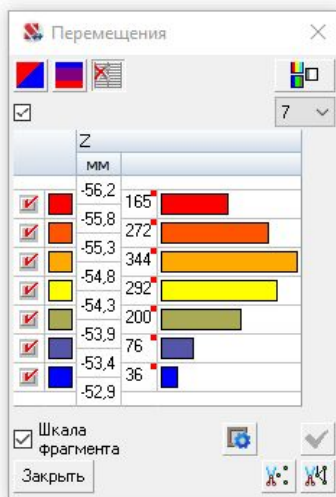 Перемещения
7
Z
мм
-56,2
165
-55,8
272
-55,3
344
-54,8
292
-54,3
200
-53,9
76
-53,4
36
-52,9
Шкала
фрагмента
Закрыть